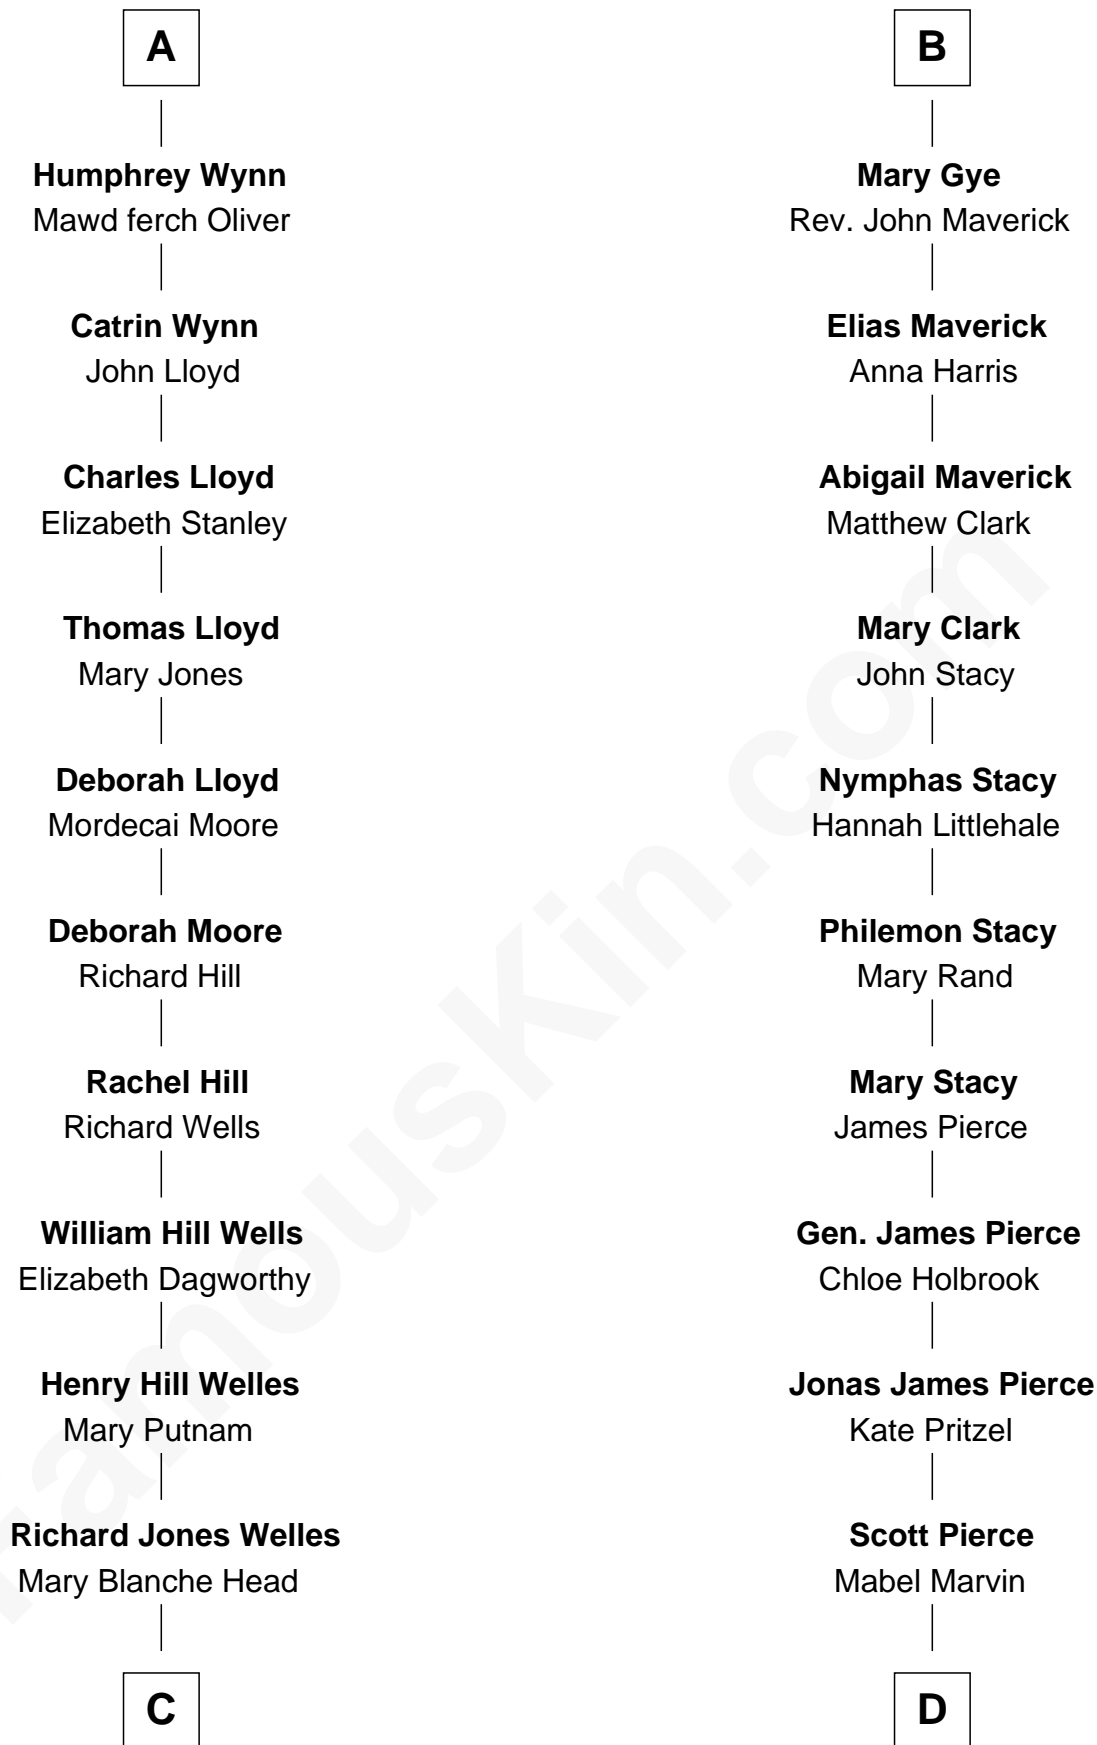 A
Humphrey Wynn
Mawd ferch Oliver
Catrin Wynn
John Lloyd
Charles Lloyd
Elizabeth Stanley
Thomas Lloyd
Mary Jones
Deborah Lloyd
Mordecai Moore
Deborah Moore
Richard Hill
Rachel Hill
Richard Wells
William Hill Wells
Elizabeth Dagworthy
Henry Hill Welles
Mary Putnam
Richard Jones Welles
Mary Blanche Head
C
B
Mary Gye
Rev. John Maverick
Elias Maverick
Anna Harris
Abigail Maverick
Matthew Clark
Mary Clark
John Stacy
Nymphas Stacy
Hannah Littlehale
Philemon Stacy
Mary Rand
Mary Stacy
James Pierce
Gen. James Pierce
Chloe Holbrook
Jonas James Pierce
Kate Pritzel
Scott Pierce
Mabel Marvin
D
famousKin.com